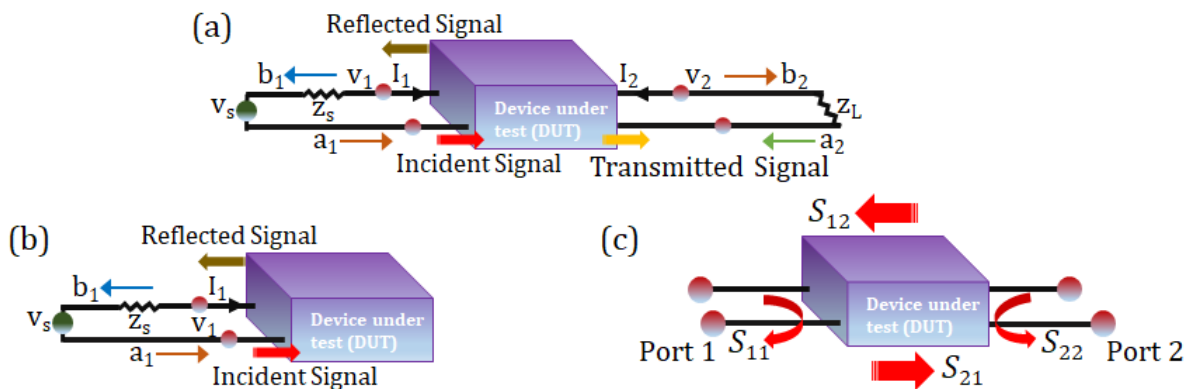 (a)
Reflected Signal
b1 v1 I1 I2 v2 b2
vs zs Device under zL
test (DUT)
a1 a2
Incident Signal Transmitted Signal
(b)
Reflected Signal
b1 I1
vs zs v1 Device under
test (DUT)
a1
Incident Signal
(c)
S12
Device under
test (DUT)
Port 1 S11 S22 Port 2
S21